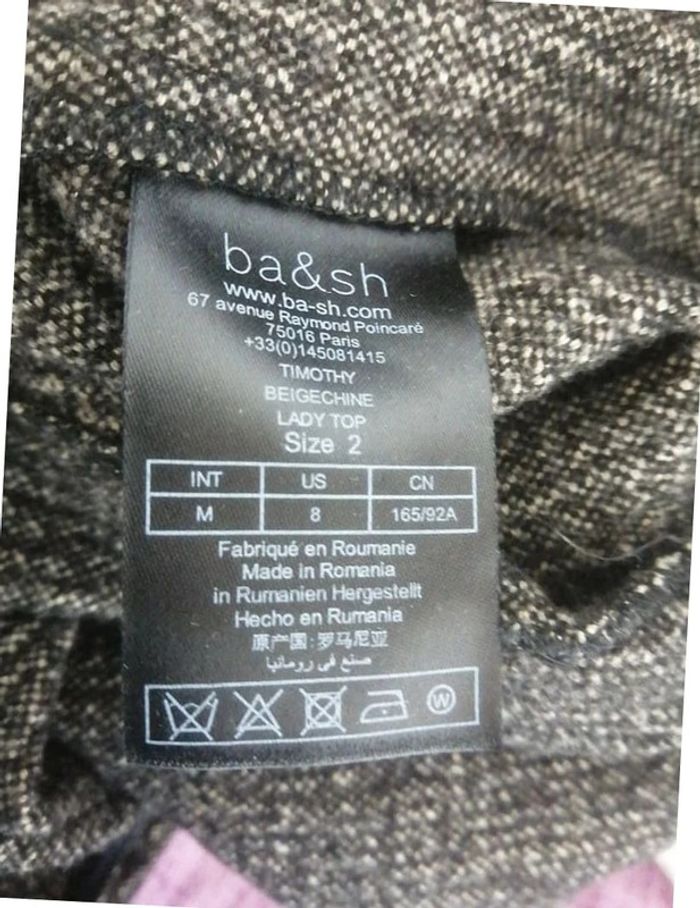 ba&sh
www.ba-sh.com
67 avenue Raymond Poincaré
75016 Paris
+33(0)145081415
TIMOTHY
BEIGECHINE
LADY TOP
Size 2
INT US CN
M 8 165/92A
Fabriqué en Roumanie
Made in Romania
in Rumanien Hergestellt
Hecho en Rumania
原产国:罗马尼亚
صنع في رومانيا
W